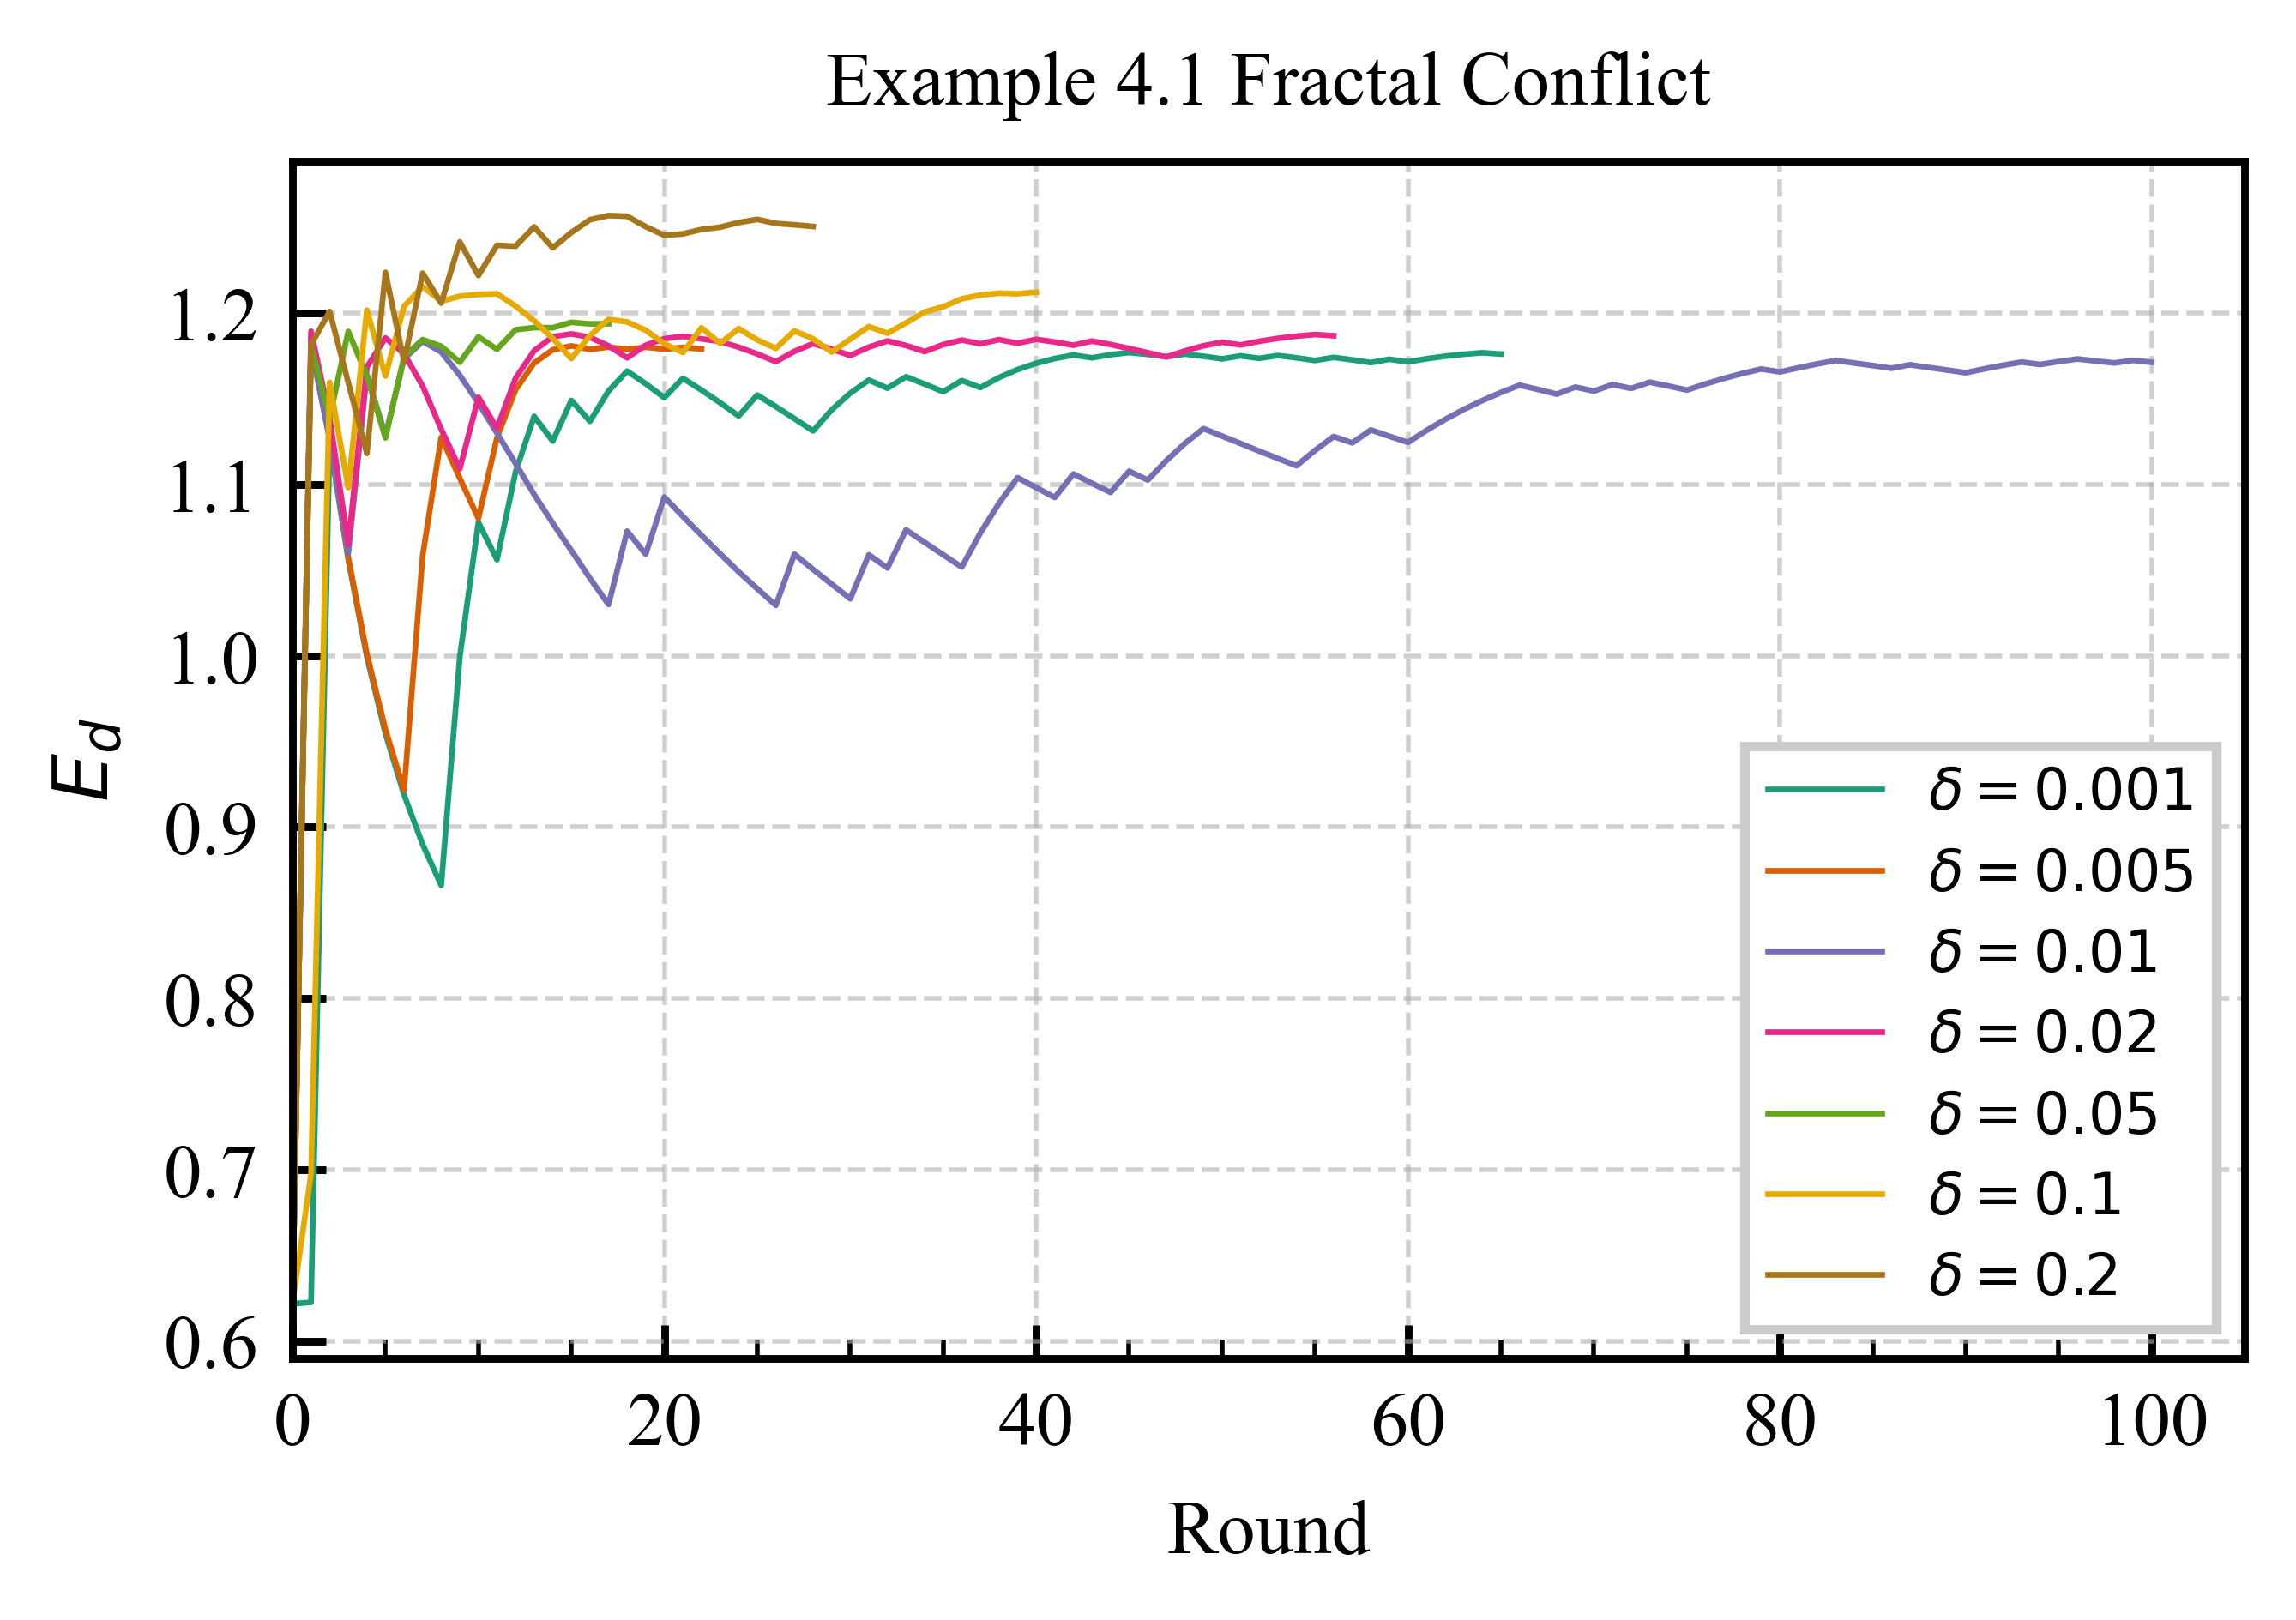 Example 4.1 Fractal Conflict
E_d
1.2
1.1
1.0
0.9
0.8
0.7
0.6
δ = 0.001
δ = 0.005
δ = 0.01
δ = 0.02
δ = 0.05
δ = 0.1
δ = 0.2
0 20 40 60 80 100
Round